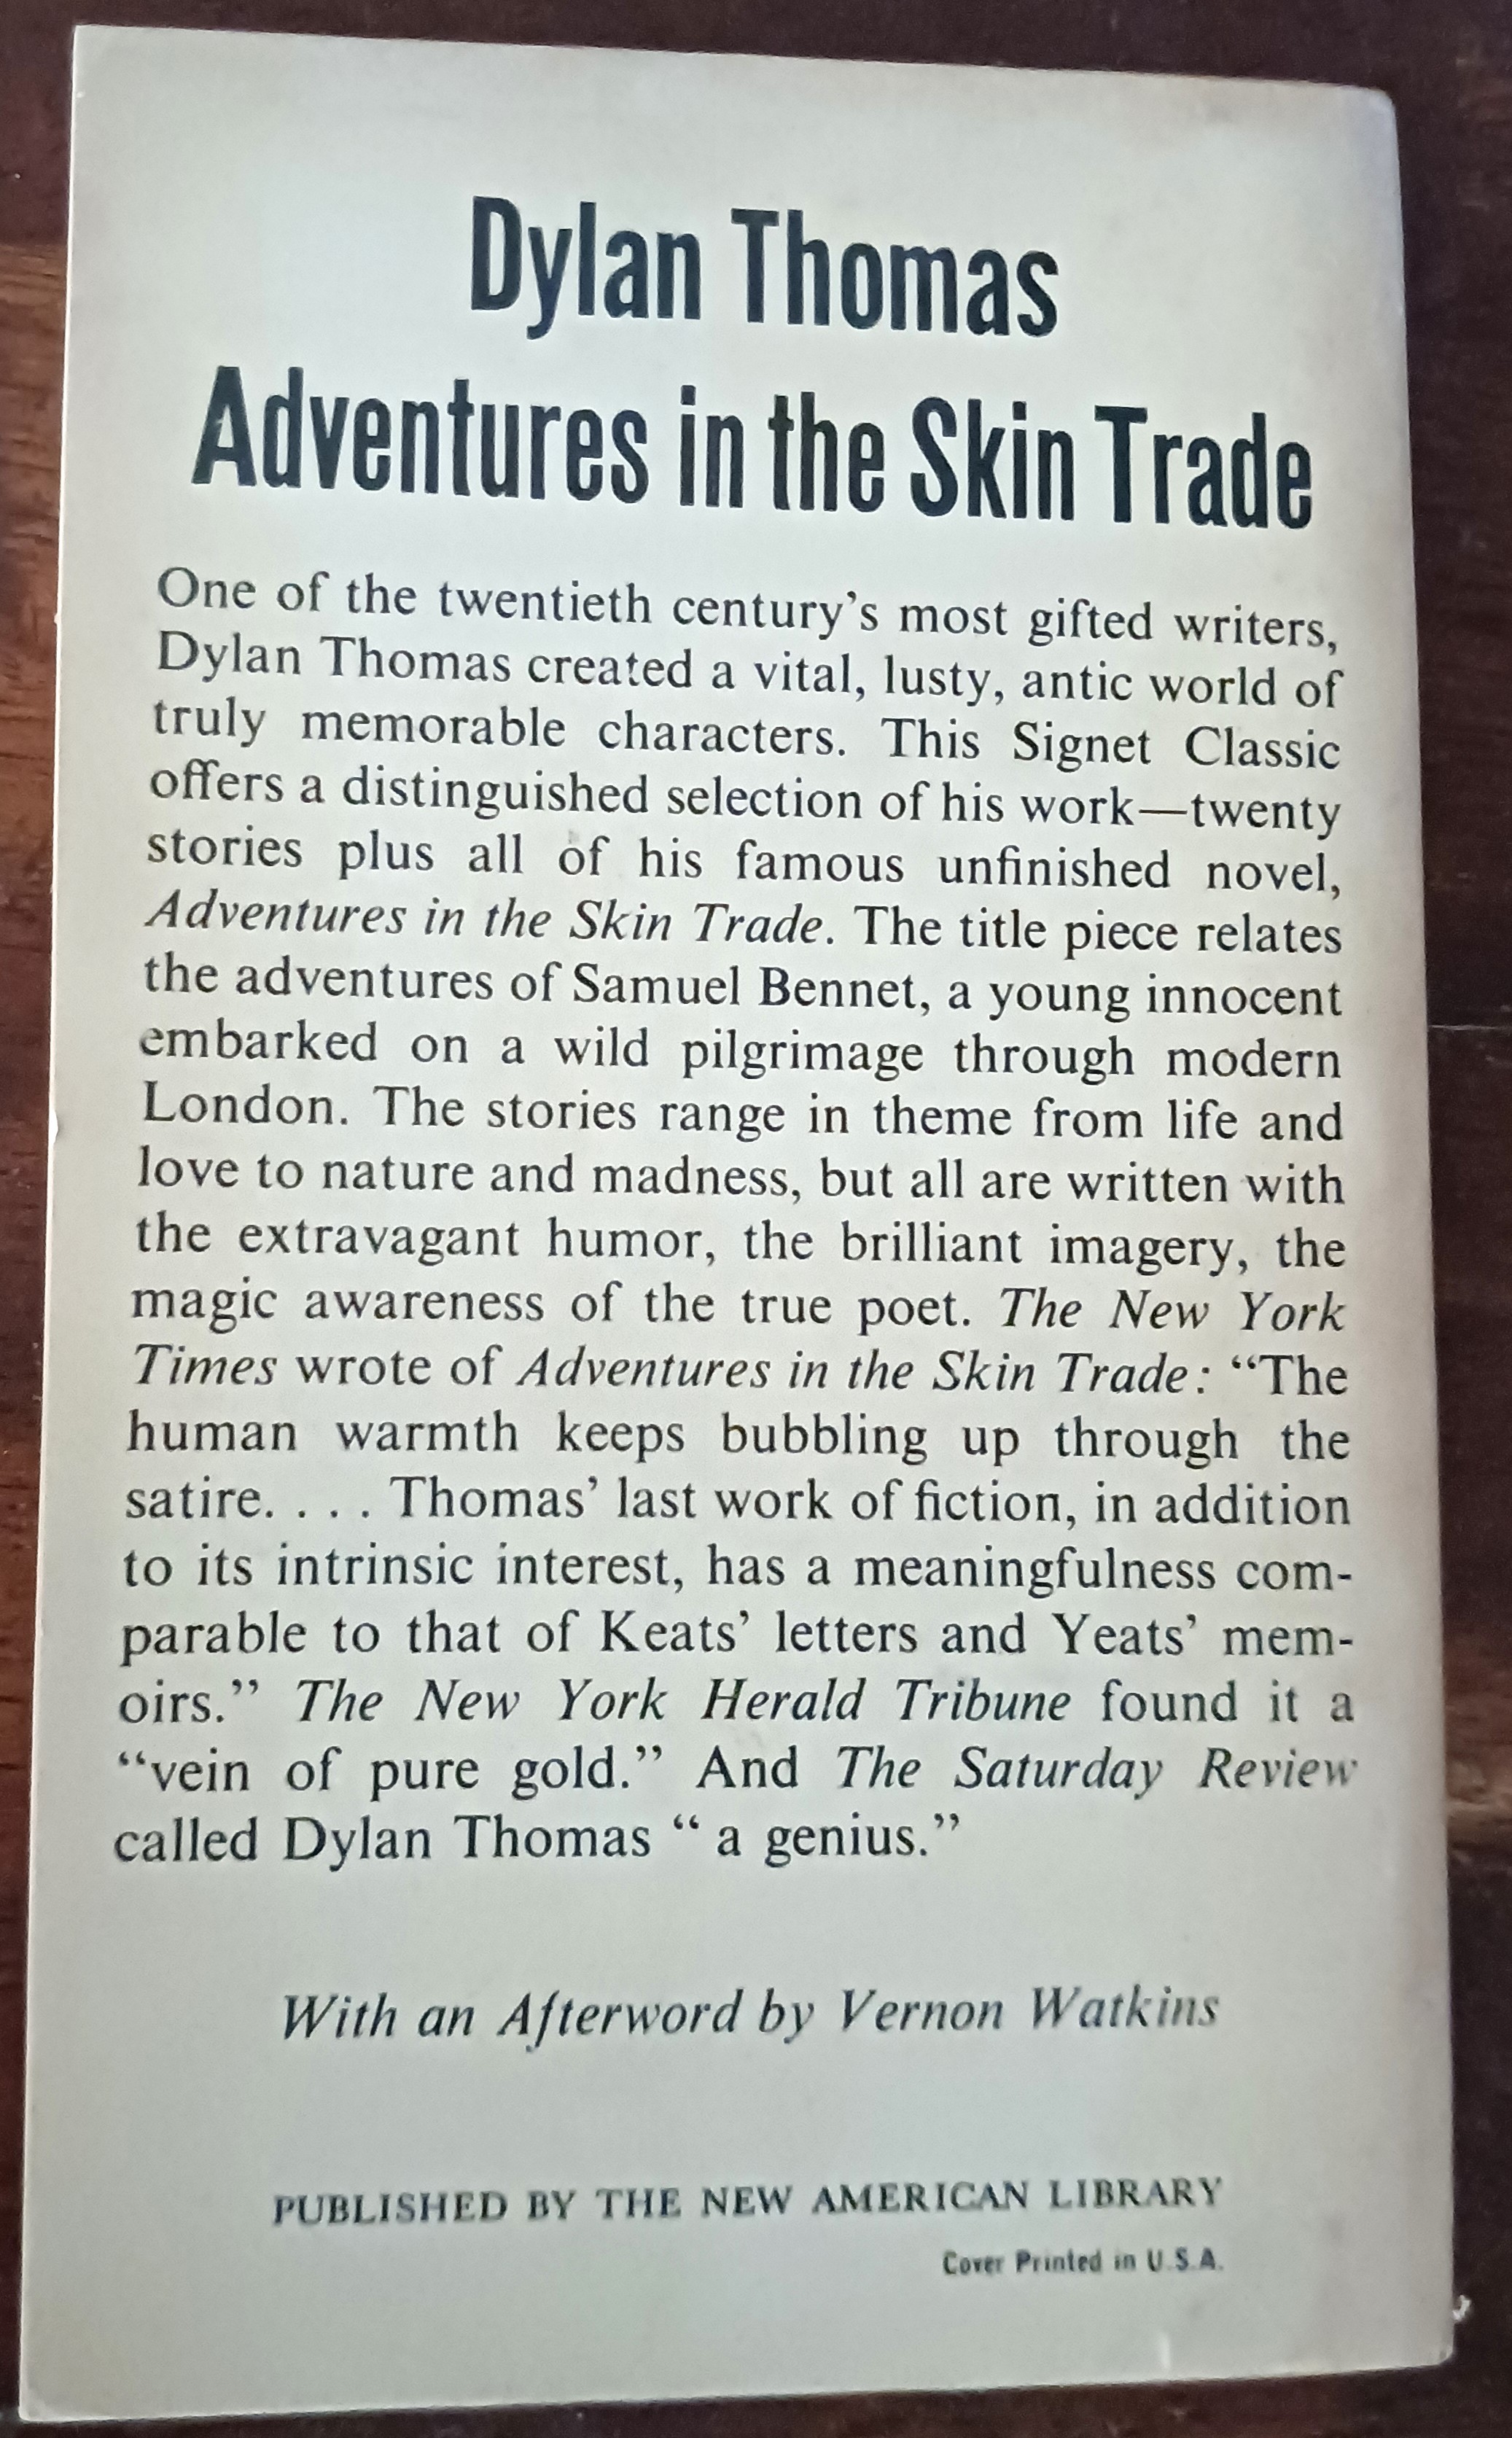 Dylan Thomas
Adventures in the Skin Trade
One of the twentieth century’s most gifted writers,
Dylan Thomas created a vital, lusty, antic world of
truly memorable characters. This Signet Classic
offers a distinguished selection of his work—twenty
stories plus all of his famous unfinished novel,
Adventures in the Skin Trade. The title piece relates
the adventures of Samuel Bennet, a young innocent
embarked on a wild pilgrimage through modern
London. The stories range in theme from life and
love to nature and madness, but all are written with
the extravagant humor, the brilliant imagery, the
magic awareness of the true poet. The New York
Times wrote of Adventures in the Skin Trade: “The
human warmth keeps bubbling up through the
satire. . . . Thomas’ last work of fiction, in addition
to its intrinsic interest, has a meaningfulness com-
parable to that of Keats’ letters and Yeats’ mem-
oirs.” The New York Herald Tribune found it a
“vein of pure gold.” And The Saturday Review
called Dylan Thomas “ a genius.”
With an Afterword by Vernon Watkins
PUBLISHED BY THE NEW AMERICAN LIBRARY
Cover Printed in U.S.A.